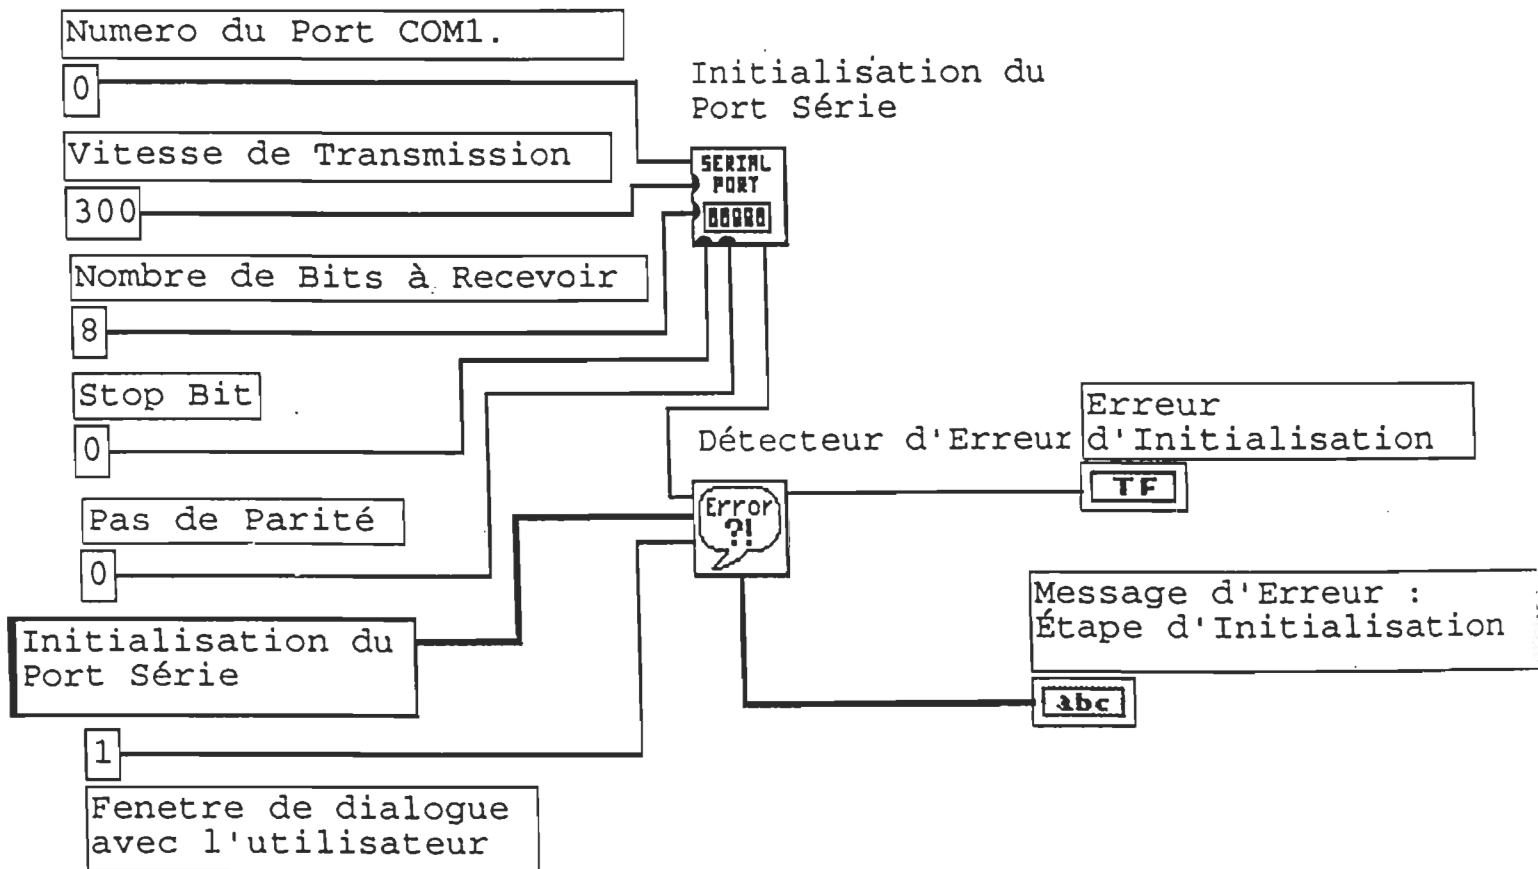 Numero du Port COM1.
0
Initialisation du
Port Série
Vitesse de Transmission
300
SERIAL
PORT
Nombre de Bits à Recevoir
8
Stop Bit
0
Pas de Parité
0
Détecteur d'Erreur
Erreur
d'Initialisation
TF
Error
?!
Initialisation du
Port Série
Message d'Erreur :
Étape d'Initialisation
abc
1
Fenetre de dialogue
avec l'utilisateur